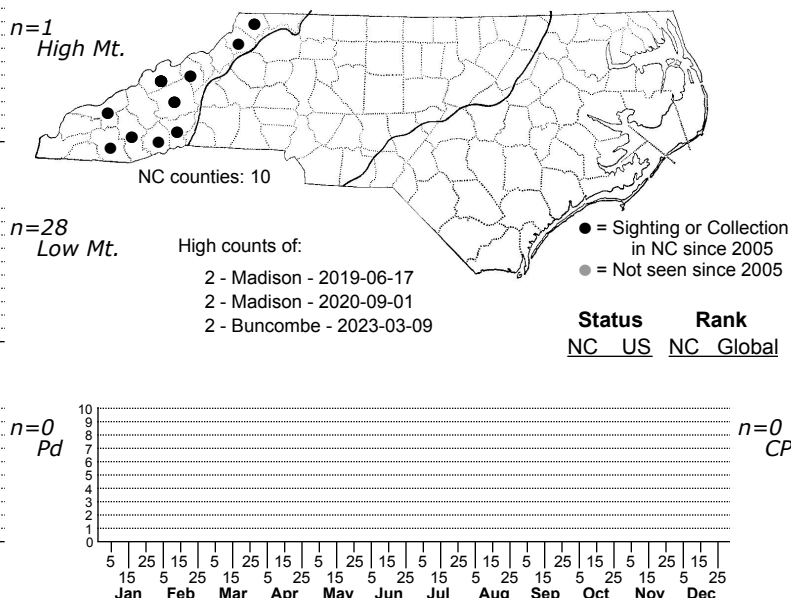 n=1
High Mt.
NC counties: 10
n=28
Low Mt.
High counts of:
2 - Madison - 2019-06-17
2 - Madison - 2020-09-01
2 - Buncombe - 2023-03-09
● = Sighting or Collection
in NC since 2005
● = Not seen since 2005
Status Rank
NC US NC Global
n=0
Pd
10
9
8
7
6
5
4
3
2
1
0
n=0
CP
5 25 15 5 25 15 5 25 15 5 25 15 5 25 15 5 25 15
15 5 25 15 5 25 15 5 25 15 5 25 15 5 25 15 5 25
Jan Feb Mar Apr May Jun Jul Aug Sep Oct Nov Dec